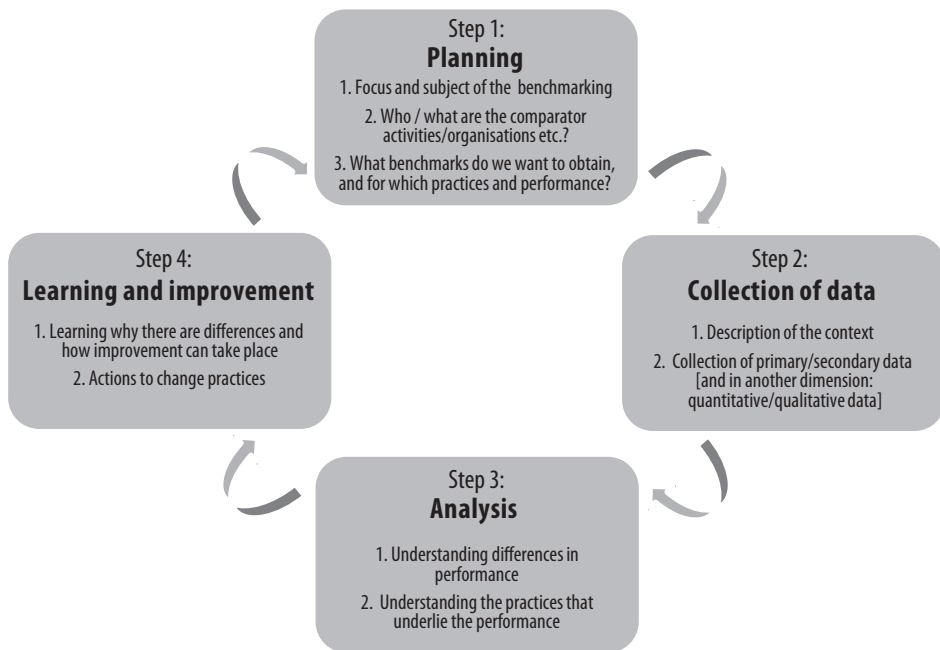 Step 1:
Planning
1. Focus and subject of the benchmarking
2. Who / what are the comparator
activities/organisations etc.?
3. What benchmarks do we want to obtain,
and for which practices and performance?
Step 2:
Collection of data
1. Description of the context
2. Collection of primary/secondary data
[and in another dimension:
quantitative/qualitative data]
Step 3:
Analysis
1. Understanding differences in
performance
2. Understanding the practices that
underlie the performance
Step 4:
Learning and improvement
1. Learning why there are differences and
how improvement can take place
2. Actions to change practices